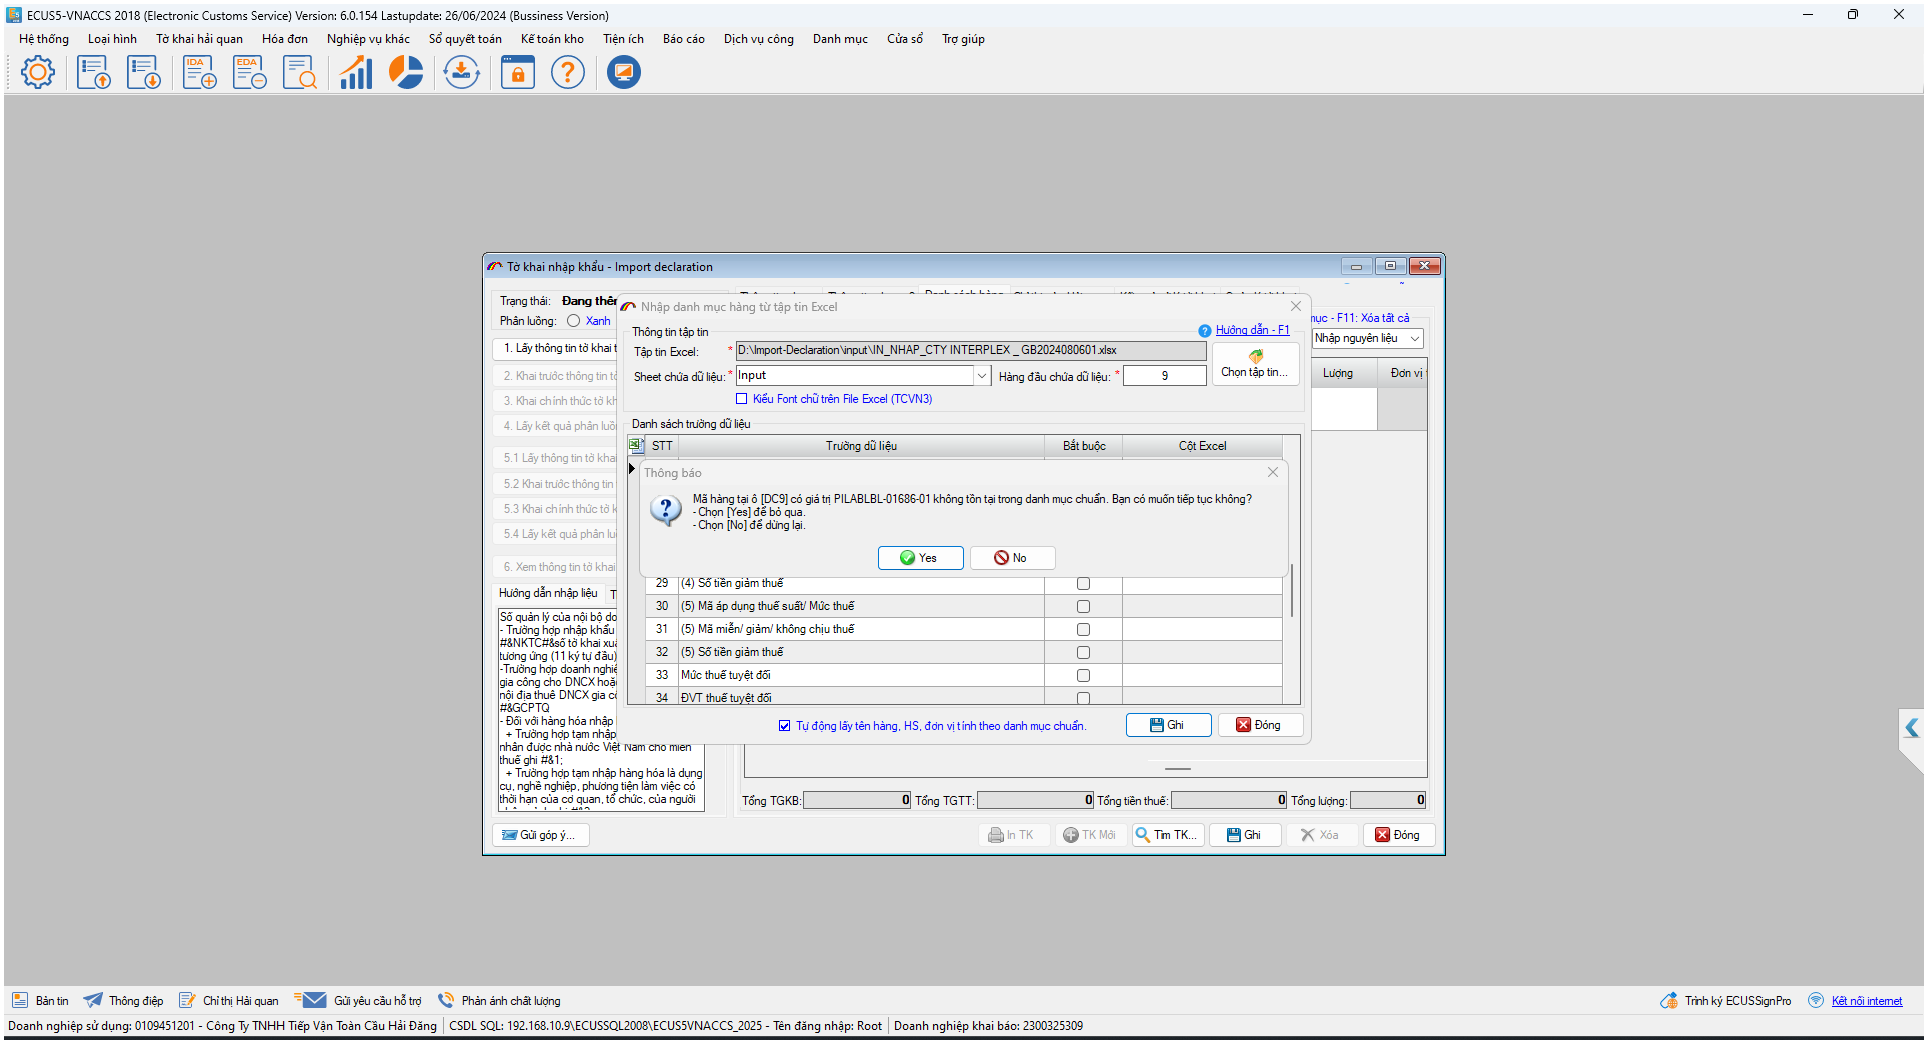 ECUS5-VNACCS 2018 (Electronic Customs Service) Version: 6.0.154 Lastupdate: 26/06/2024 (Bussiness Version)
Hệ thống Loại hình Tờ khai hải quan Hóa đơn Nghiệp vụ khác Sổ quyết toán Kế toán kho Tiện ích Báo cáo Dịch vụ công Danh mục Cửa sổ Trợ giúp
IDA EDA
Tờ khai nhập khẩu - Import declaration
Trạng thái: Đang thêm
Phân luồng: Xanh
1. Lấy thông tin tờ khai t
2. Khai trước thông tin tờ
3. Khai chính thức tờ kh
4. Lấy kết quả phân luồn
5.1 Lấy thông tin tờ khai
5.2 Khai trước thông tin
5.3 Khai chính thức tờ k
5.4 Lấy kết quả phân luồ
6. Xem thông tin tờ khai
Hướng dẫn nhập liệu
Số quản lý của nội bộ do
- Trường hợp nhập khẩu
#&NKTC#&số tờ khai xuấ
tương ứng (11 ký tự đầu)
-Trường hợp doanh nghiệ
gia công cho DNCX hoặc
nội địa thuê DNCX gia cô
#&GCPTQ
- Đối với hàng hóa nhập
+ Trường hợp tạm nhập
nhân được nhà nước Việt Nam cho miễn
thuế ghi #&1;
+ Trường hợp tạm nhập hàng hóa là dụng
cụ, nghề nghiệp, phương tiện làm việc có
thời hạn của cơ quan, tổ chức, của người
Danh sách hàng
mục - F11: Xóa tất cả
Nhập nguyên liệu
Lượng Đơn vị t
Nhập danh mục hàng từ tập tin Excel
Thông tin tập tin
Hướng dẫn - F1
Tập tin Excel: * D:\Import-Declaration\input\IN_NHAP_CTY INTERPLEX _ GB2024080601.xlsx
Chọn tập tin...
Sheet chứa dữ liệu: * Input Hàng đầu chứa dữ liệu: * 9
Kiểu Font chữ trên File Excel (TCVN3)
Danh sách trường dữ liệu
STT Trường dữ liệu Bắt buộc Cột Excel
Thông báo
Mã hàng tại ô [DC9] có giá trị PILABLBL-01686-01 không tồn tại trong danh mục chuẩn. Bạn có muốn tiếp tục không?
- Chọn [Yes] để bỏ qua.
- Chọn [No] để dừng lại.
Yes No
29 (4) Số tiền giảm thuế
30 (5) Mã áp dụng thuế suất/ Mức thuế
31 (5) Mã miễn/ giảm/ không chịu thuế
32 (5) Số tiền giảm thuế
33 Mức thuế tuyệt đối
34 ĐVT thuế tuyệt đối
Tự động lấy tên hàng, HS, đơn vị tính theo danh mục chuẩn.
Ghi Đóng
Tổng TGKB: 0 Tổng TGTT: 0 Tổng tiền thuế: 0 Tổng lượng: 0
Gửi góp ý... In TK TK Mới Tìm TK... Ghi Xóa Đóng
Bản tin Thông điệp Chỉ thị Hải quan Gửi yêu cầu hỗ trợ Phản ánh chất lượng Trình ký ECUSSignPro Kết nối internet
Doanh nghiệp sử dụng: 0109451201 - Công Ty TNHH Tiếp Vận Toàn Cầu Hải Đăng CSDL SQL: 192.168.10.9\ECUSSQL2008\ECUS5VNACCS_2025 - Tên đăng nhập: Root Doanh nghiệp khai báo: 2300325309